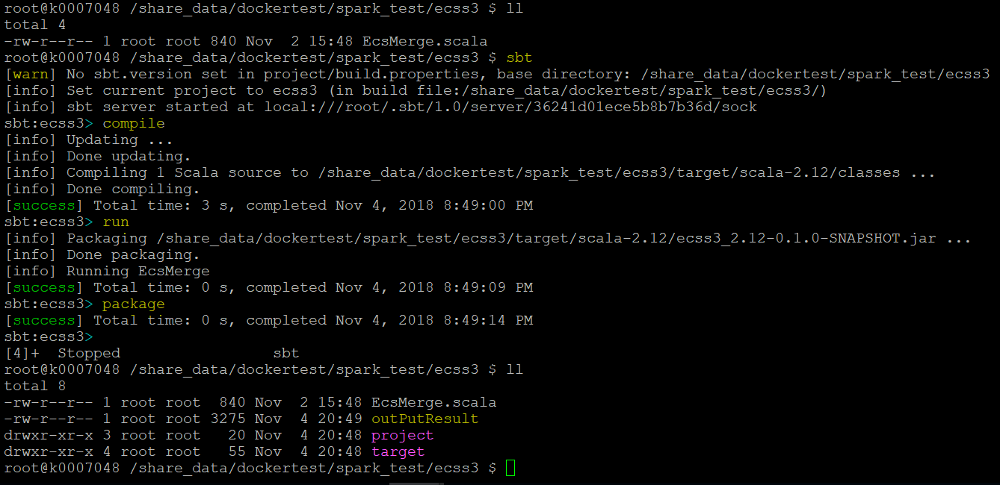 root@k0007048 /share_data/dockertest/spark_test/ecss3 $ ll
total 4
-rw-r--r-- 1 root root 840 Nov  2 15:48 EcsMerge.scala
root@k0007048 /share_data/dockertest/spark_test/ecss3 $ sbt
[warn] No sbt.version set in project/build.properties, base directory: /share_data/dockertest/spark_test/ecss3
[info] Set current project to ecss3 (in build file:/share_data/dockertest/spark_test/ecss3/)
[info] sbt server started at local:///root/.sbt/1.0/server/36241d01ece5b8b7b36d/sock
sbt:ecss3> compile
[info] Updating ...
[info] Done updating.
[info] Compiling 1 Scala source to /share_data/dockertest/spark_test/ecss3/target/scala-2.12/classes ...
[info] Done compiling.
[success] Total time: 3 s, completed Nov 4, 2018 8:49:00 PM
sbt:ecss3> run
[info] Packaging /share_data/dockertest/spark_test/ecss3/target/scala-2.12/ecss3_2.12-0.1.0-SNAPSHOT.jar ...
[info] Done packaging.
[info] Running EcsMerge
[success] Total time: 0 s, completed Nov 4, 2018 8:49:09 PM
sbt:ecss3> package
[success] Total time: 0 s, completed Nov 4, 2018 8:49:14 PM
sbt:ecss3>
[4]+  Stopped                 sbt
root@k0007048 /share_data/dockertest/spark_test/ecss3 $ ll
total 8
-rw-r--r-- 1 root root  840 Nov  2 15:48 EcsMerge.scala
-rw-r--r-- 1 root root 3275 Nov  4 20:49 outPutResult
drwxr-xr-x 3 root root   20 Nov  4 20:48 project
drwxr-xr-x 4 root root   55 Nov  4 20:48 target
root@k0007048 /share_data/dockertest/spark_test/ecss3 $